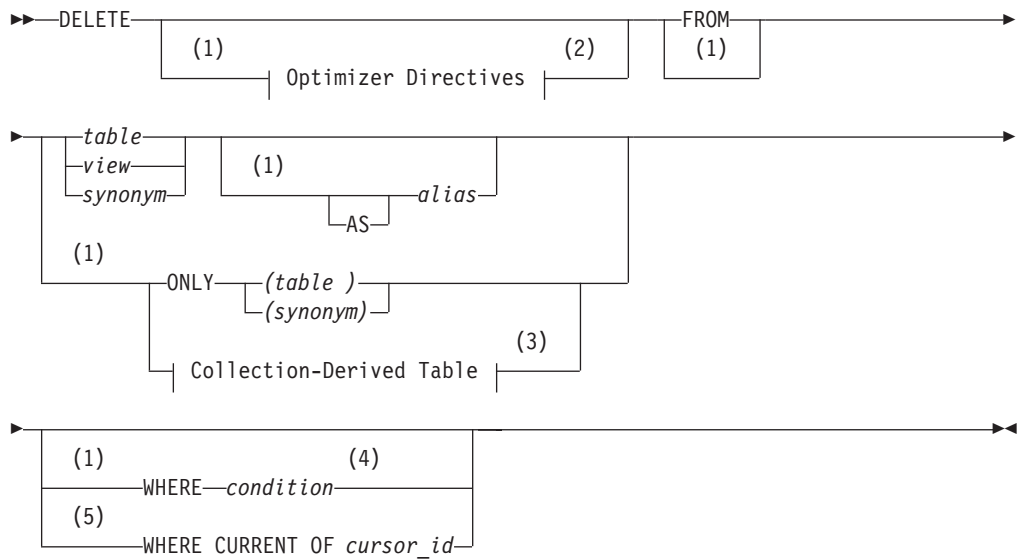 DELETE FROM
(1) (2) (1)
Optimizer Directives
table
view (1)
synonym alias
AS
(1)
ONLY (table )
(synonym)
(3)
Collection-Derived Table
(1) (4)
WHERE condition
(5)
WHERE CURRENT OF cursor_id